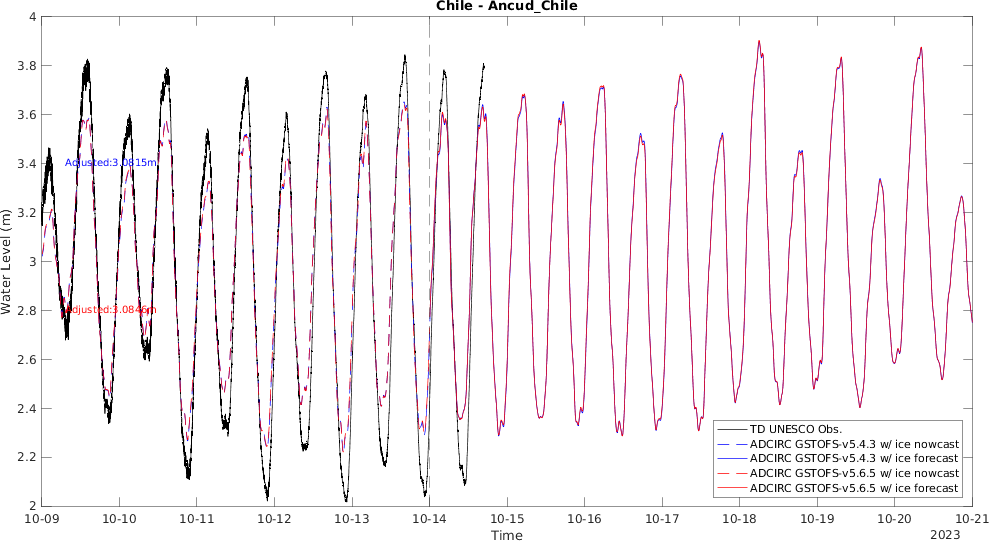 Chile - Ancud_Chile
4
3.8
3.6
3.4
3.2
3
2.8
2.6
2.4
2.2
2
Water Level (m)
Adjusted:3.0815m
Adjusted:3.0846m
TD UNESCO Obs.
ADCIRC GSTOFS-v5.4.3 w/ ice nowcast
ADCIRC GSTOFS-v5.4.3 w/ ice forecast
ADCIRC GSTOFS-v5.6.5 w/ ice nowcast
ADCIRC GSTOFS-v5.6.5 w/ ice forecast
10-09 10-10 10-11 10-12 10-13 10-14 10-15 10-16 10-17 10-18 10-19 10-20 10-21
Time
2023